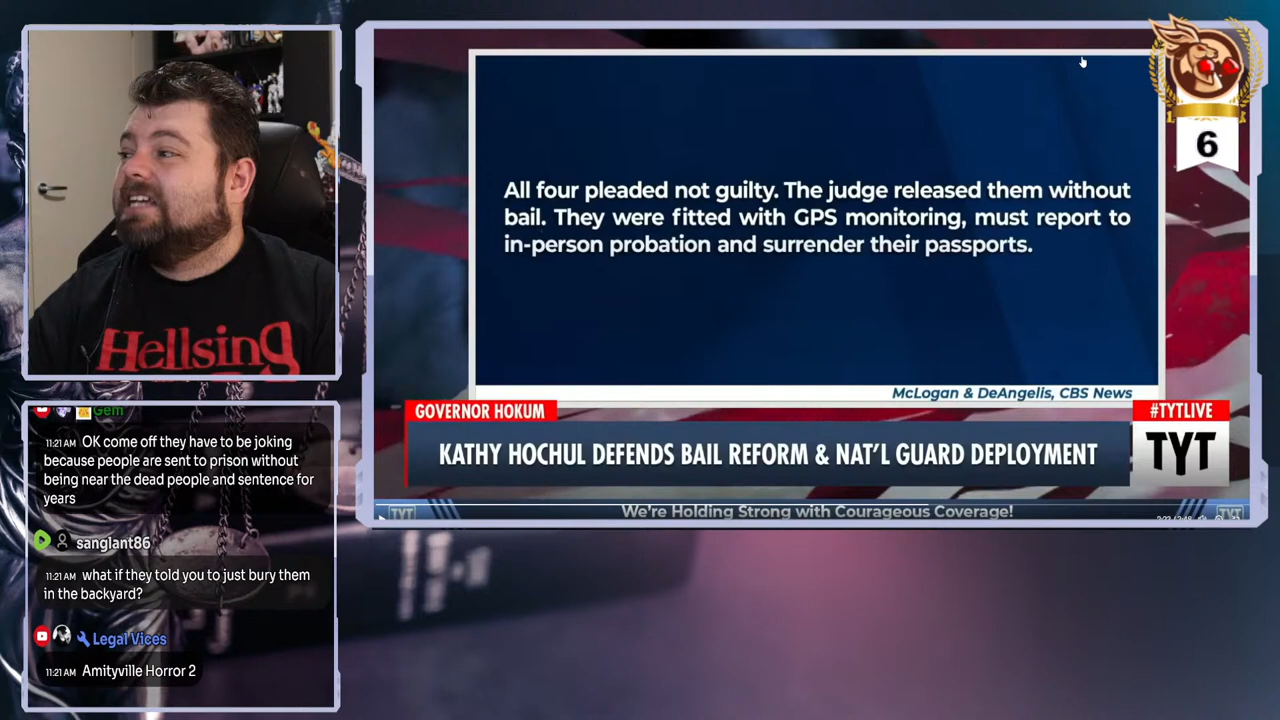 Hellsing
Gem
11:21 AM OK come off they have to be joking
because people are sent to prison without
being near the dead people and sentence for
years
sanglant86
11:21 AM what if they told you to just bury them
in the backyard?
Legal Vices
11:21 AM Amityville Horror 2
6
All four pleaded not guilty. The judge released them without
bail. They were fitted with GPS monitoring, must report to
in-person probation and surrender their passports.
McLogan & DeAngelis, CBS News
GOVERNOR HOKUM
#TYTLIVE
KATHY HOCHUL DEFENDS BAIL REFORM & NAT'L GUARD DEPLOYMENT
TYT
TYT
We're Holding Strong with Courageous Coverage!
TYT